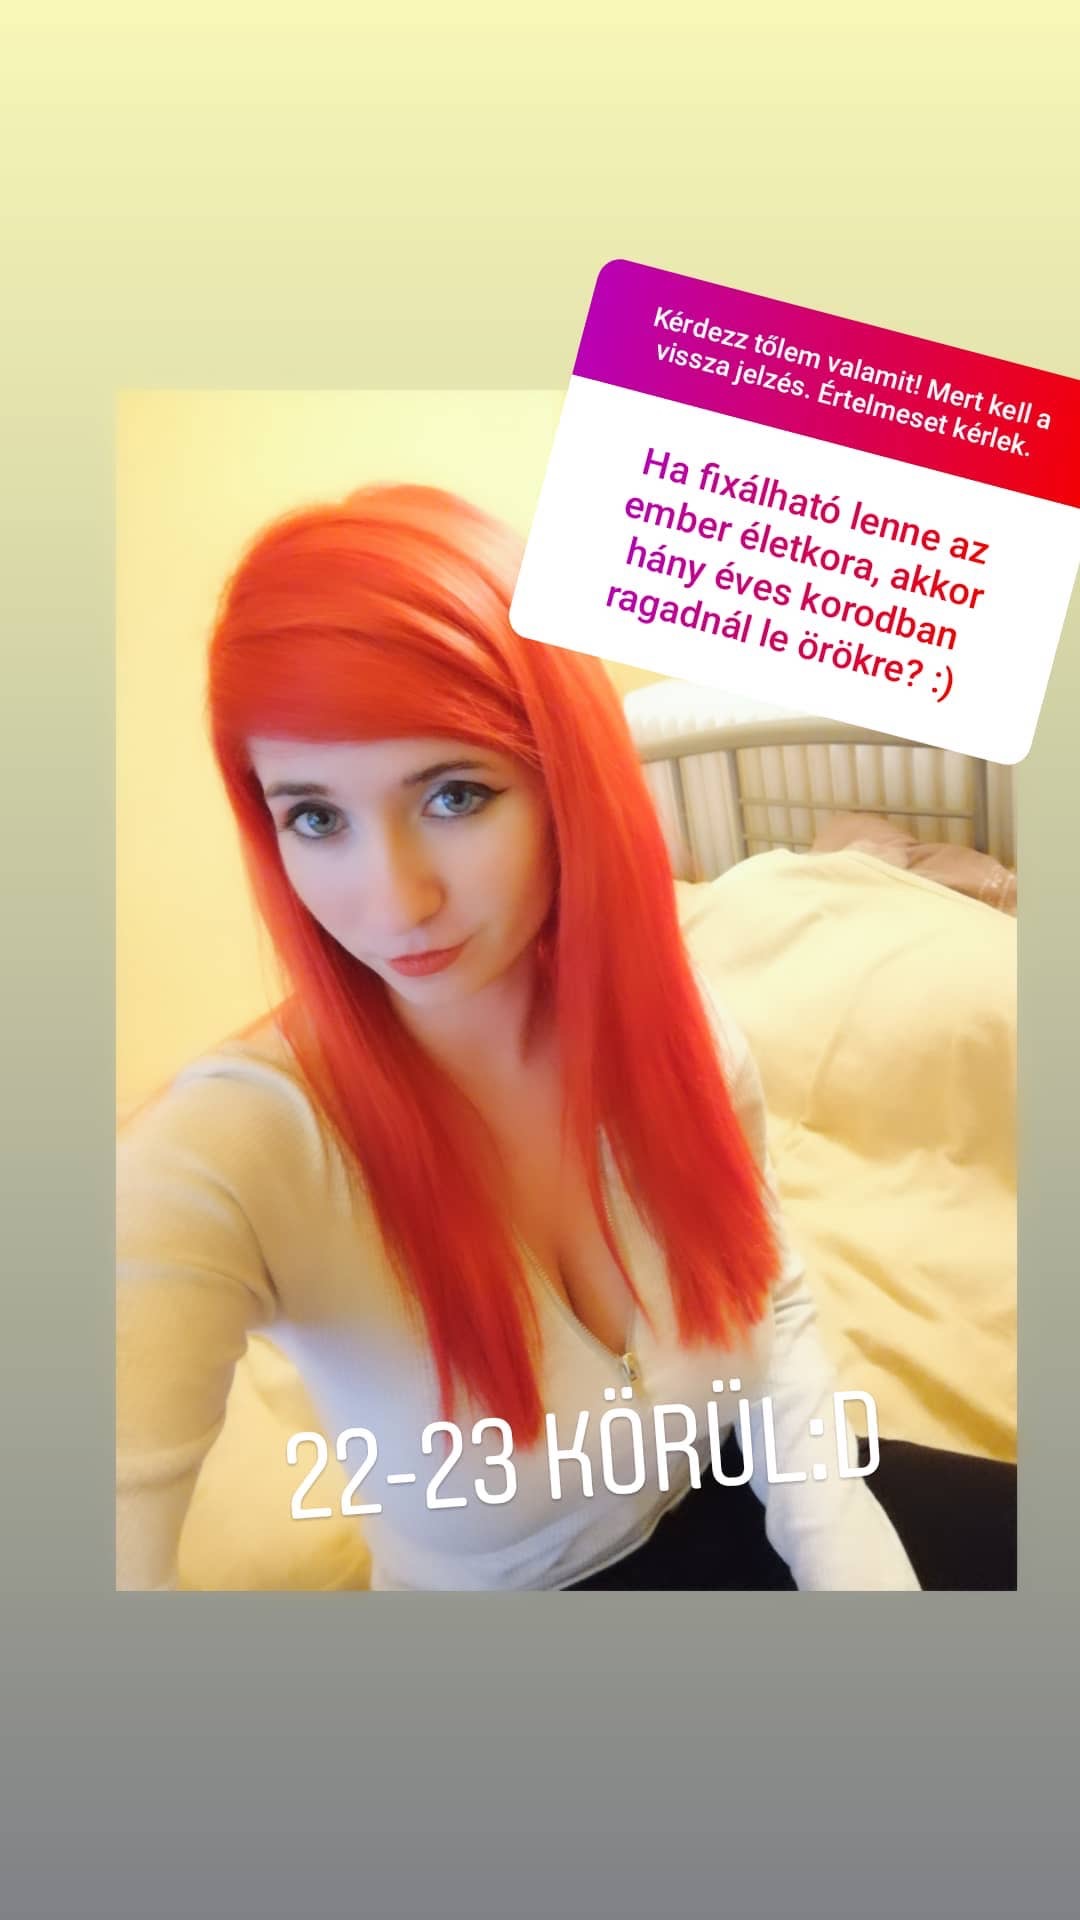 Kérdezz tőlem valamit! Mert kell a
vissza jelzés. Értelmeset kérlek.
Ha fixálható lenne az
ember életkora, akkor
hány éves korodban
ragadnál le örökre? :)
22-23 KÖRÜL:D